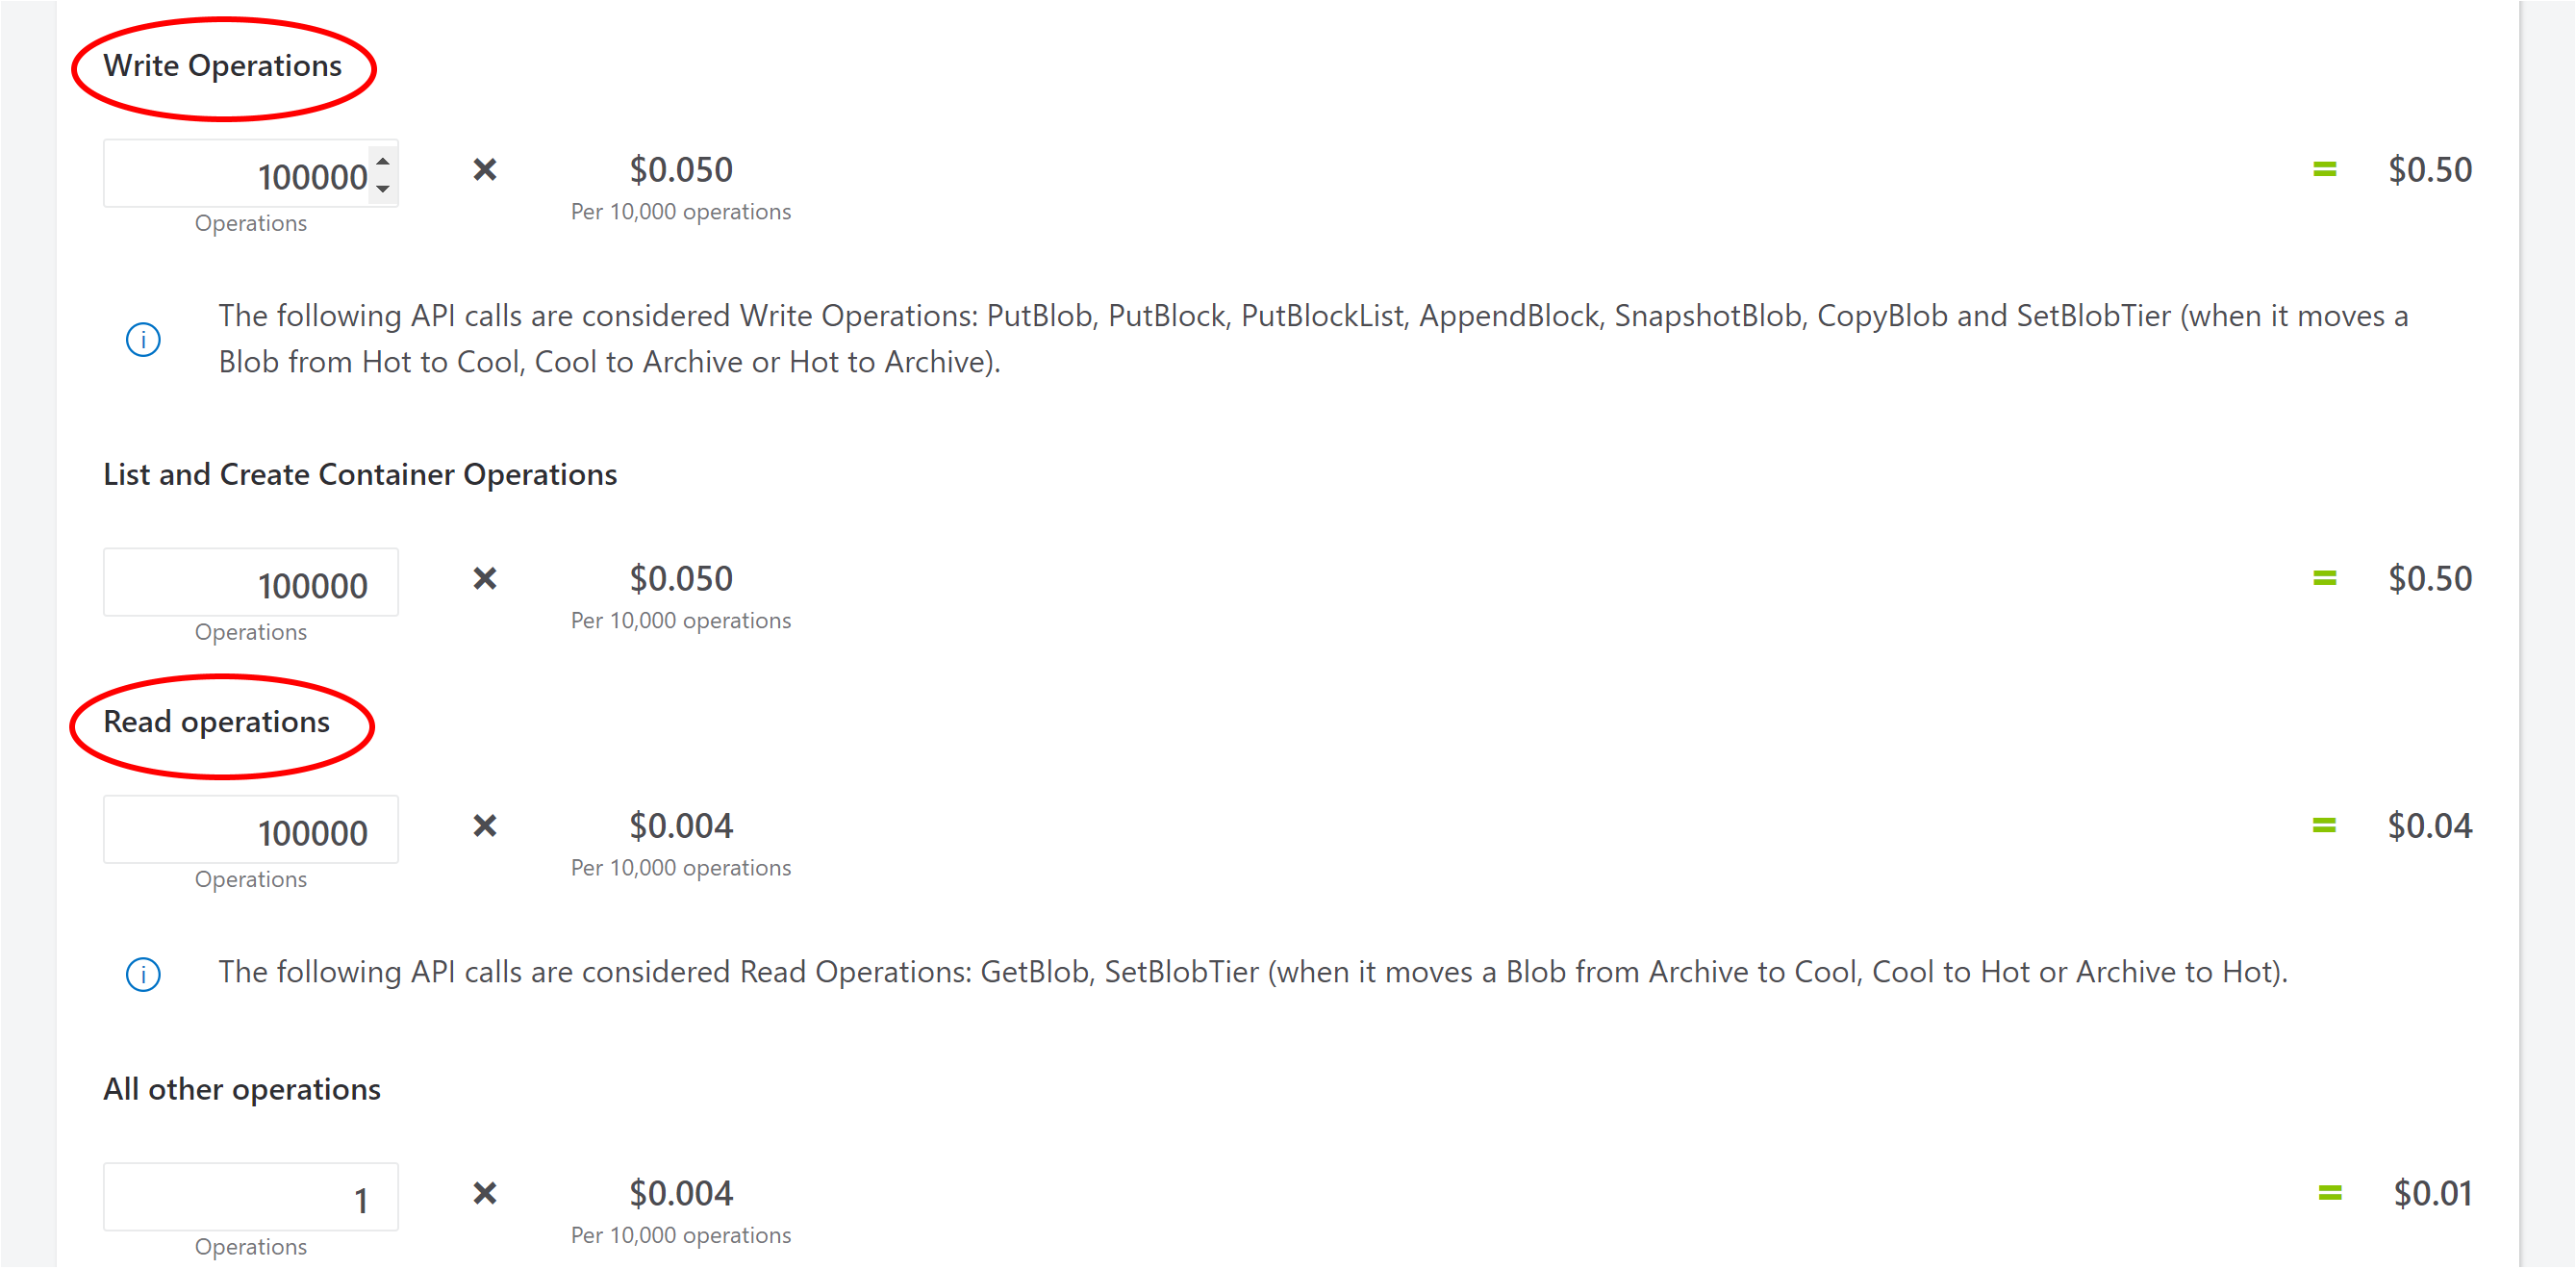 Write Operations
100000 × $0.050 = $0.50
Operations Per 10,000 operations
The following API calls are considered Write Operations: PutBlob, PutBlock, PutBlockList, AppendBlock, SnapshotBlob, CopyBlob and SetBlobTier (when it moves a
Blob from Hot to Cool, Cool to Archive or Hot to Archive).
List and Create Container Operations
100000 × $0.050 = $0.50
Operations Per 10,000 operations
Read operations
100000 × $0.004 = $0.04
Operations Per 10,000 operations
The following API calls are considered Read Operations: GetBlob, SetBlobTier (when it moves a Blob from Archive to Cool, Cool to Hot or Archive to Hot).
All other operations
1 × $0.004 = $0.01
Operations Per 10,000 operations